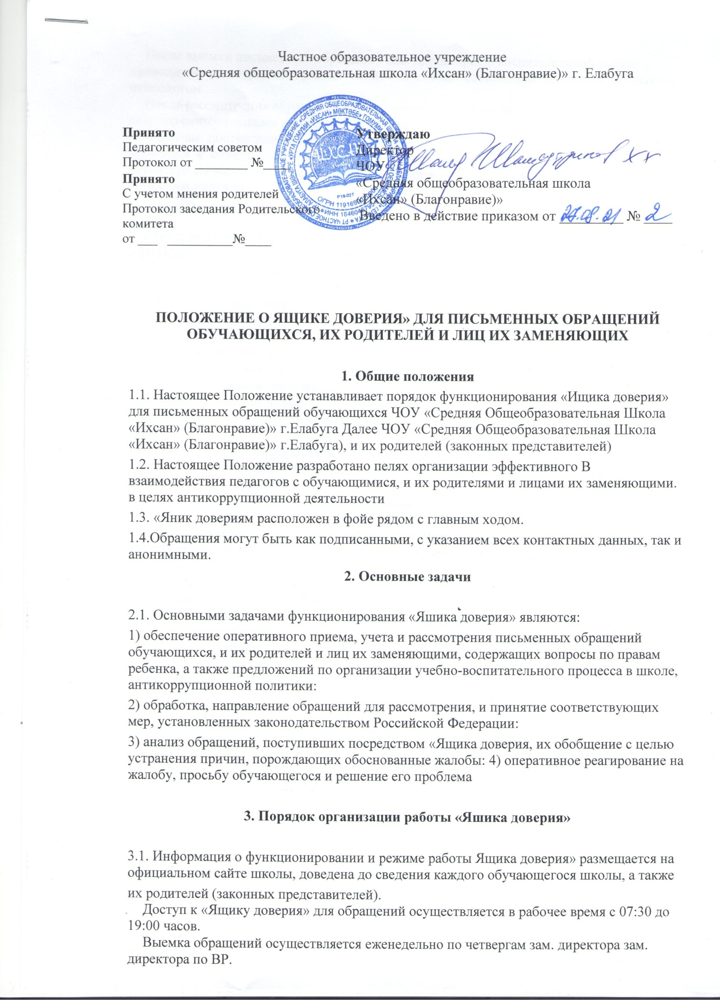 Частное образовательное учреждение
«Средняя общеобразовательная школа «Ихсан» (Благонравие)» г. Елабуга
Принято
Педагогическим советом
Протокол от ________ №____
Принято
С учетом мнения родителей
Протокол заседания Родительского
комитета
от ___ __________№____
Утверждаю
Директор
ЧОУ
«Средняя общеобразовательная школа
«Ихсан» (Благонравие)»
Введено в действие приказом от 27.08.21 № 2
ПОЛОЖЕНИЕ О ЯЩИКЕ ДОВЕРИЯ» ДЛЯ ПИСЬМЕННЫХ ОБРАЩЕНИЙ
ОБУЧАЮЩИХСЯ, ИХ РОДИТЕЛЕЙ И ЛИЦ ИХ ЗАМЕНЯЮЩИХ
1. Общие положения
1.1. Настоящее Положение устанавливает порядок функционирования «Ищика доверия»
для письменных обращений обучающихся ЧОУ «Средняя Общеобразовательная Школа
«Ихсан» (Благонравие)» г.Елабуга Далее ЧОУ «Средняя Общеобразовательная Школа
«Ихсан» (Благонравие)» г.Елабуга), и их родителей (законных представителей)
1.2. Настоящее Положение разработано пелях организации эффективного В
взаимодействия педагогов с обучающимися, и их родителями и лицами их заменяющими.
в целях антикоррупционной деятельности
1.3. «Яник довериям расположен в фойе рядом с главным ходом.
1.4.Обращения могут быть как подписанными, с указанием всех контактных данных, так и
анонимными.
2. Основные задачи
2.1. Основными задачами функционирования «Яшика доверия» являются:
1) обеспечение оперативного приема, учета и рассмотрения письменных обращений
обучающихся, и их родителей и лиц их заменяющими, содержащих вопросы по правам
ребенка, а также предложений по организации учебно-воспитательного процесса в школе,
антикоррупционной политики:
2) обработка, направление обращений для рассмотрения, и принятие соответствующих
мер, установленных законодательством Российской Федерации:
3) анализ обращений, поступивших посредством «Ящика доверия, их обобщение с целью
устранения причин, порождающих обоснованные жалобы: 4) оперативное реагирование на
жалобу, просьбу обучающегося и решение его проблема
3. Порядок организации работы «Яшика доверия»
3.1. Информация о функционировании и режиме работы Ящика доверия» размещается на
официальном сайте школы, доведена до сведения каждого обучающегося школы, а также
их родителей (законных представителей).
Доступ к «Ящику доверия» для обращений осуществляется в рабочее время с 07:30 до
19:00 часов.
Выемка обращений осуществляется еженедельно по четвергам зам. директора зам.
директора по ВР.